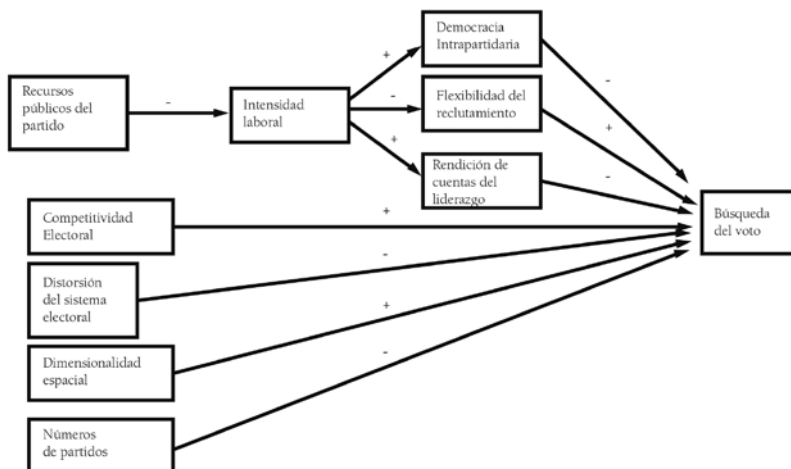 Democracia
Intrapartidaria
+
-
Recursos
públicos del
partido
-
Intensidad
laboral
-
Flexibilidad del
reclutamiento
+
+
Rendición de
cuentas del
liderazgo
-
Competitividad
Electoral
+
Búsqueda
del voto
Distorsión
del sistema
electoral
-
Dimensionalidad
espacial
+
-
Números
de partidos